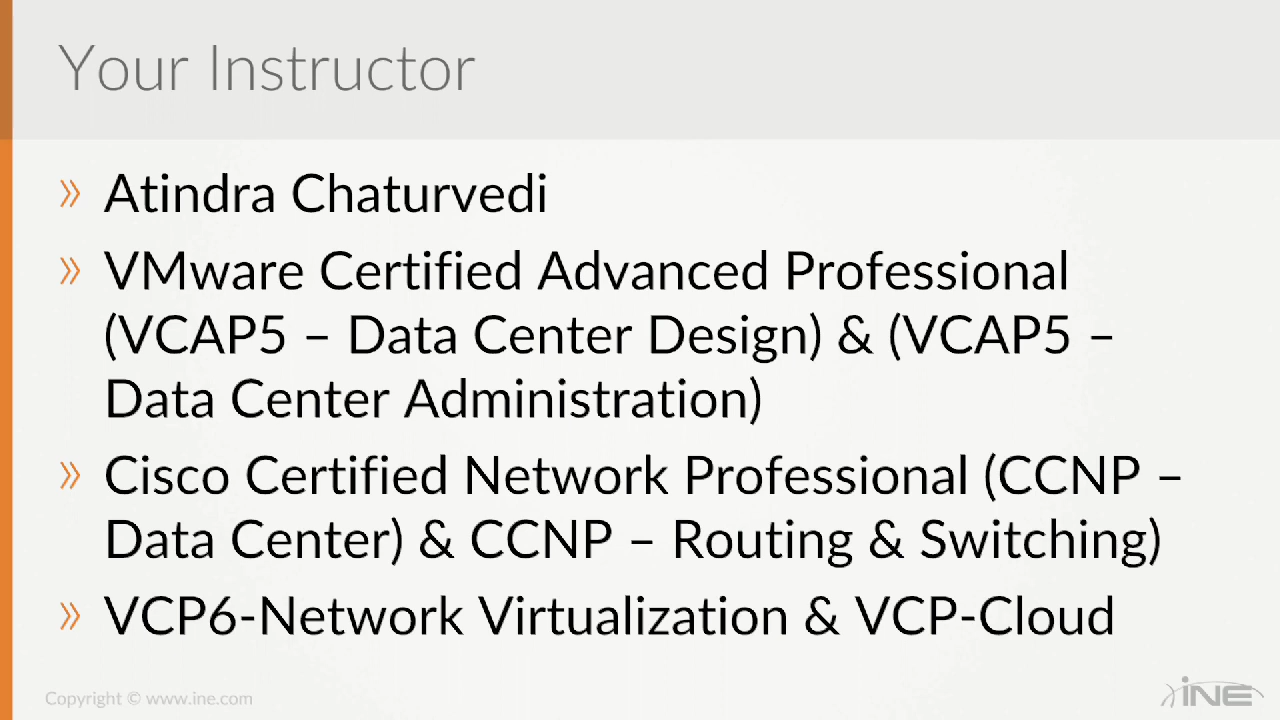 Your Instructor
» Atindra Chaturvedi
» VMware Certified Advanced Professional
(VCAP5 – Data Center Design) & (VCAP5 –
Data Center Administration)
» Cisco Certified Network Professional (CCNP –
Data Center) & CCNP – Routing & Switching)
» VCP6-Network Virtualization & VCP-Cloud
Copyright © www.ine.com
iNE